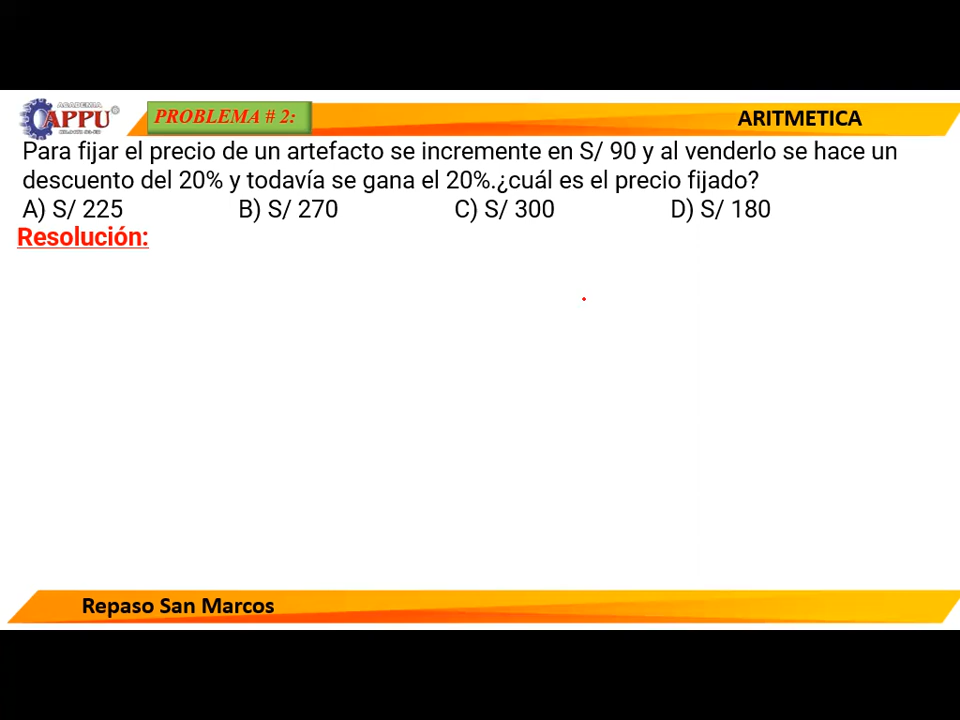 ACADEMIA
APPU
PROBLEMA # 2:
ARITMETICA
Para fijar el precio de un artefacto se incremente en S/ 90 y al venderlo se hace un
descuento del 20% y todavía se gana el 20%.¿cuál es el precio fijado?
A) S/ 225 B) S/ 270 C) S/ 300 D) S/ 180
Resolución:
Repaso San Marcos